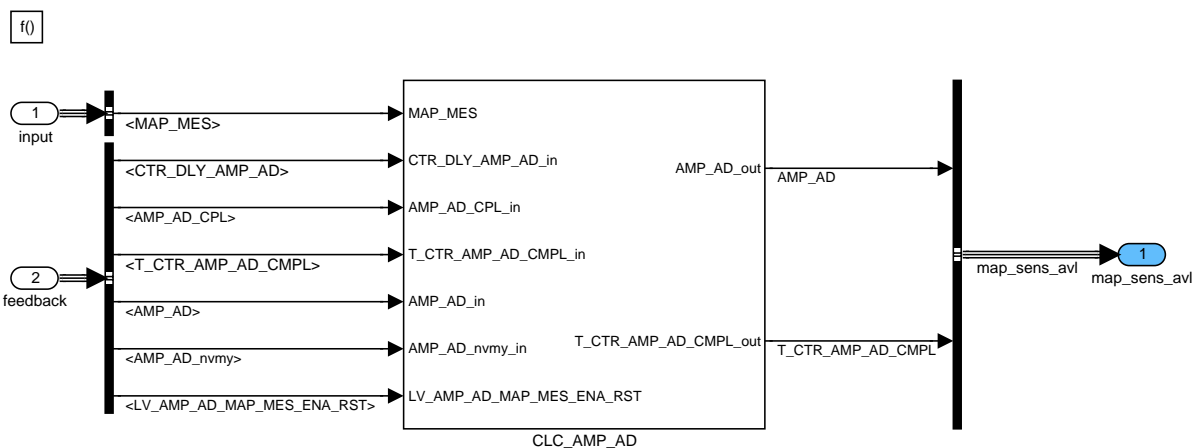 f()
1
input
<MAP_MES>
MAP_MES
<CTR_DLY_AMP_AD>
CTR_DLY_AMP_AD_in
<AMP_AD_CPL>
AMP_AD_CPL_in
<T_CTR_AMP_AD_CMPL>
T_CTR_AMP_AD_CMPL_in
2
feedback
<AMP_AD>
AMP_AD_in
<AMP_AD_nvmy>
AMP_AD_nvmy_in
<LV_AMP_AD_MAP_MES_ENA_RST>
LV_AMP_AD_MAP_MES_ENA_RST
AMP_AD_out
AMP_AD
T_CTR_AMP_AD_CMPL_out
T_CTR_AMP_AD_CMPL
CLC_AMP_AD
map_sens_avl
1
map_sens_avl